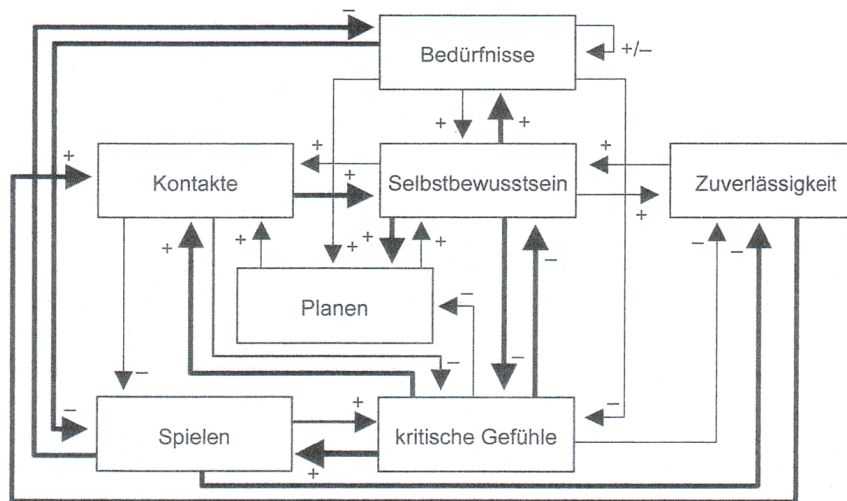 –
Bedürfnisse
+/–
+ +
+ + +
Kontakte Selbstbewusstsein Zuverlässigkeit
+ +
+ + + + + – – –
Planen
–
– – –
– + –
Spielen kritische Gefühle
+